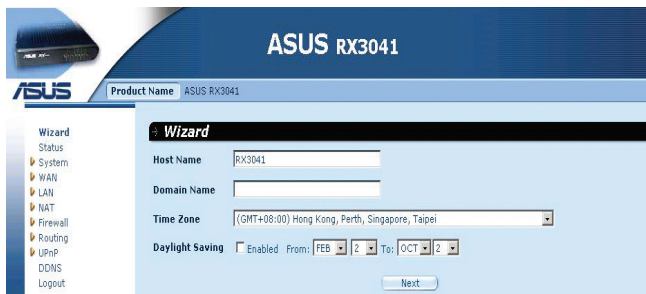 ASUS RX3041
ASUS
Product Name ASUS RX3041
Wizard
Status
System
WAN
LAN
NAT
Firewall
Routing
UPnP
DDNS
Logout
Wizard
Host Name RX3041
Domain Name
Time Zone (GMT+08:00) Hong Kong, Perth, Singapore, Taipei
Daylight Saving Enabled From: FEB 2 To: OCT 2
Next